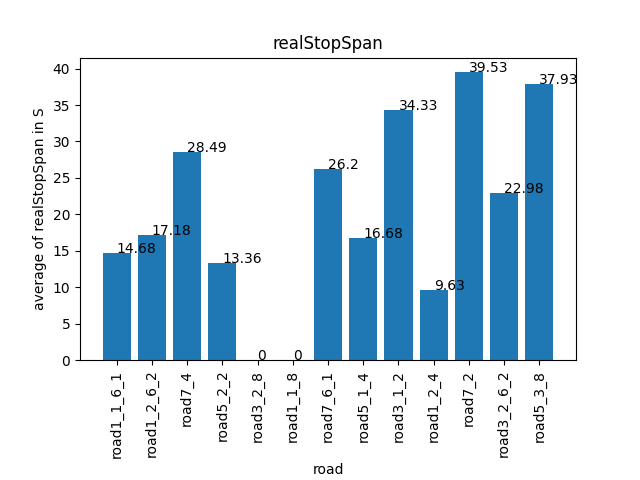 realStopSpan
average of realStopSpan in S
40
35
30
25
20
15
10
5
0
14.68
17.18
28.49
13.36
0
0
26.2
16.68
34.33
9.63
39.53
22.98
37.93
road1_1_6_1
road1_2_6_2
road7_4
road5_2_2
road3_2_8
road1_1_8
road7_6_1
road5_1_4
road3_1_2
road1_2_4
road7_2
road3_2_6_2
road5_3_8
road